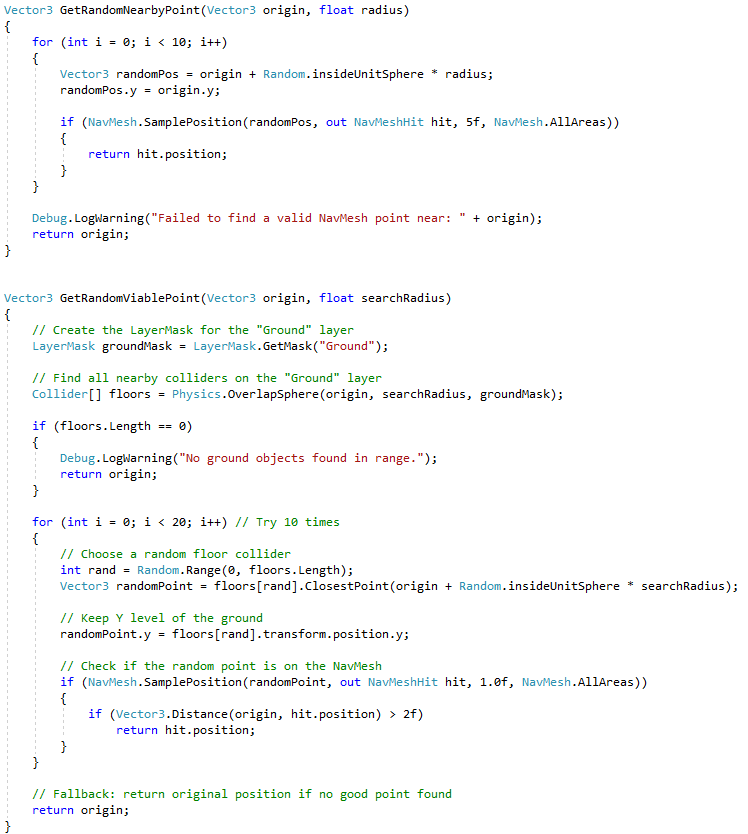 Vector3 GetRandomNearbyPoint(Vector3 origin, float radius)
{
    for (int i = 0; i < 10; i++)
    {
        Vector3 randomPos = origin + Random.insideUnitSphere * radius;
        randomPos.y = origin.y;

        if (NavMesh.SamplePosition(randomPos, out NavMeshHit hit, 5f, NavMesh.AllAreas))
        {
            return hit.position;
        }
    }

    Debug.LogWarning("Failed to find a valid NavMesh point near: " + origin);
    return origin;
}


Vector3 GetRandomViablePoint(Vector3 origin, float searchRadius)
{
    // Create the LayerMask for the "Ground" layer
    LayerMask groundMask = LayerMask.GetMask("Ground");

    // Find all nearby colliders on the "Ground" layer
    Collider[] floors = Physics.OverlapSphere(origin, searchRadius, groundMask);

    if (floors.Length == 0)
    {
        Debug.LogWarning("No ground objects found in range.");
        return origin;
    }

    for (int i = 0; i < 20; i++) // Try 10 times
    {
        // Choose a random floor collider
        int rand = Random.Range(0, floors.Length);
        Vector3 randomPoint = floors[rand].ClosestPoint(origin + Random.insideUnitSphere * searchRadius);

        // Keep Y level of the ground
        randomPoint.y = floors[rand].transform.position.y;

        // Check if the random point is on the NavMesh
        if (NavMesh.SamplePosition(randomPoint, out NavMeshHit hit, 1.0f, NavMesh.AllAreas))
        {
            if (Vector3.Distance(origin, hit.position) > 2f)
                return hit.position;
        }
    }

    // Fallback: return original position if no good point found
    return origin;
}